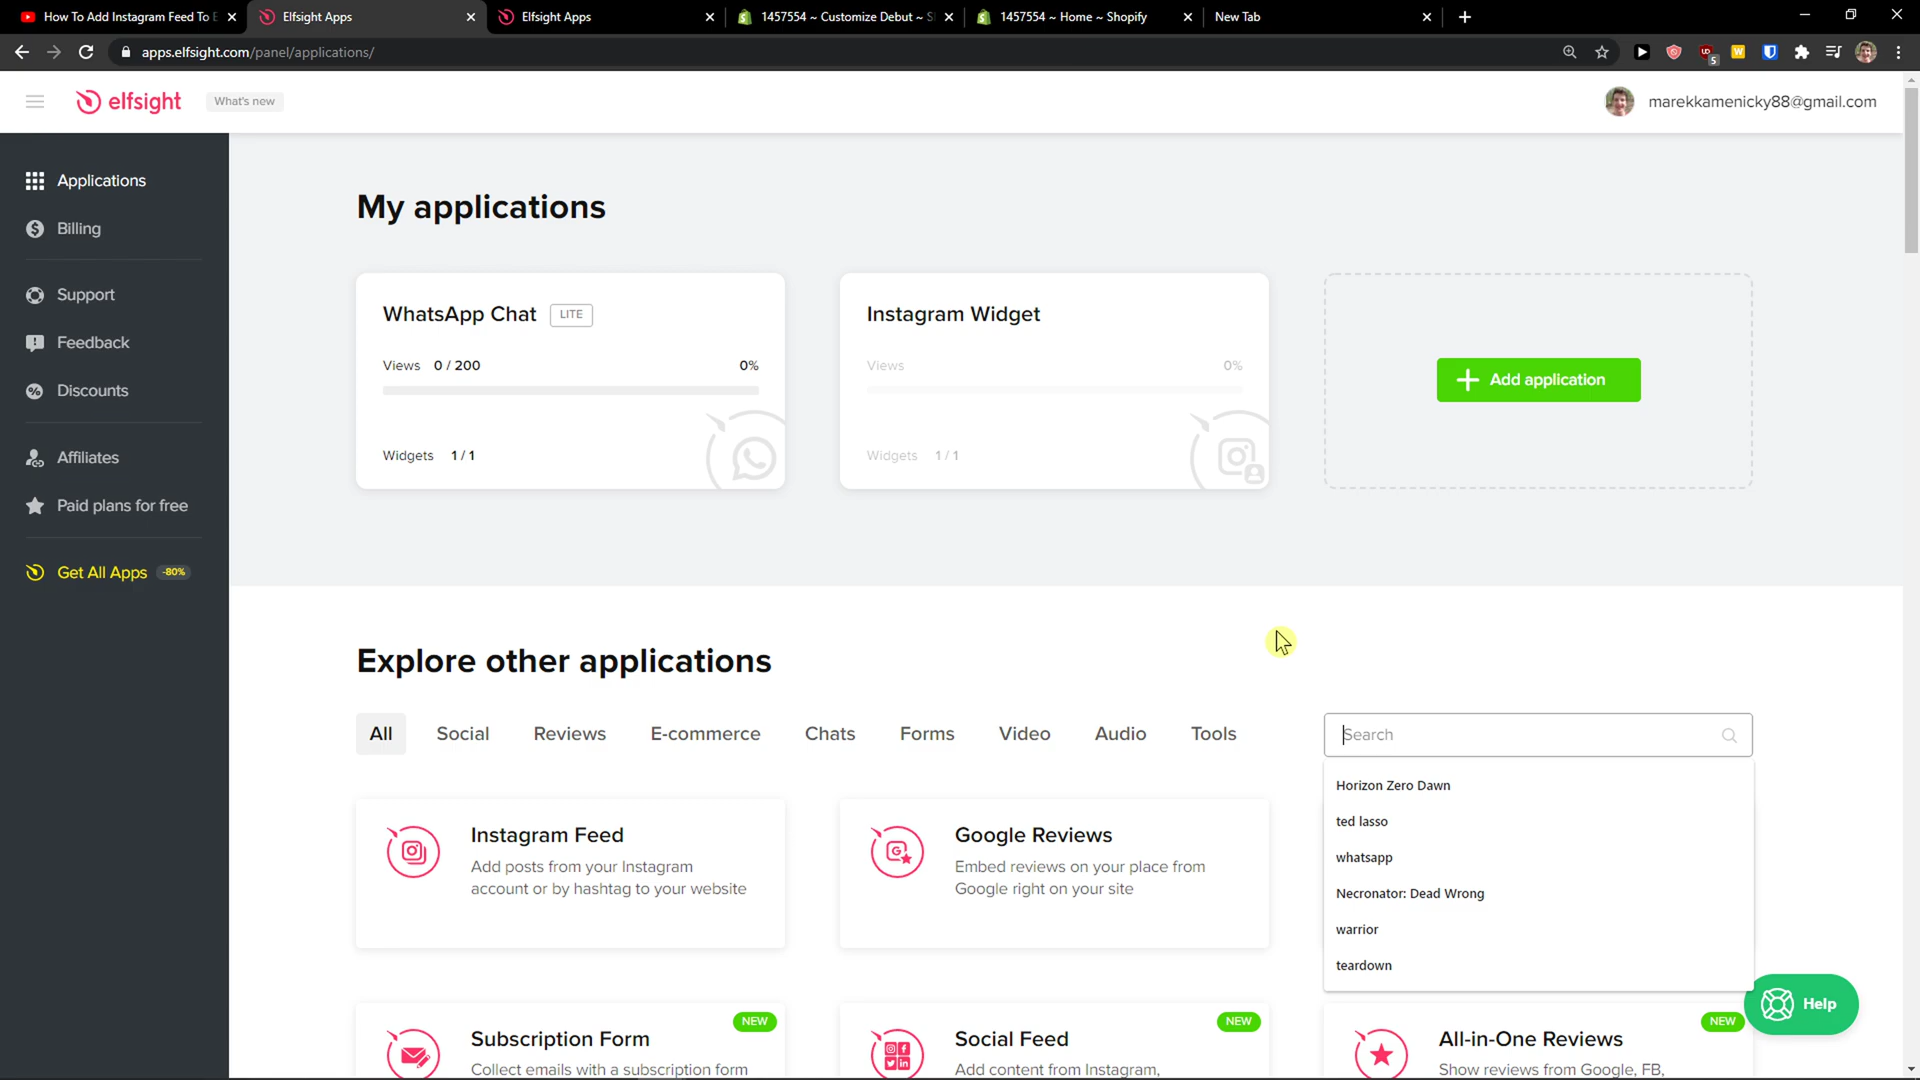 How To Add Instagram Feed To E
Elfsight Apps
Elfsight Apps
1457554 ~ Customize Debut ~ S
1457554 ~ Home ~ Shopify
New Tab
apps.elfsight.com/panel/applications/
elfsight
What's new
marekkamenicky88@gmail.com
Applications
Billing
Support
Feedback
Discounts
Affiliates
Paid plans for free
Get All Apps -80%
My applications
WhatsApp Chat LITE
Views 0 / 200 0%
Widgets 1 / 1
Instagram Widget
Views 0%
Widgets 1 / 1
Add application
Explore other applications
All Social Reviews E-commerce Chats Forms Video Audio Tools
Search
Horizon Zero Dawn
ted lasso
whatsapp
Necronator: Dead Wrong
warrior
teardown
Instagram Feed
Add posts from your Instagram
account or by hashtag to your website
Google Reviews
Embed reviews on your place from
Google right on your site
NEW
Subscription Form
Collect emails with a subscription form
NEW
Social Feed
Add content from Instagram,
NEW
All-in-One Reviews
Show reviews from Google, FB,
Help